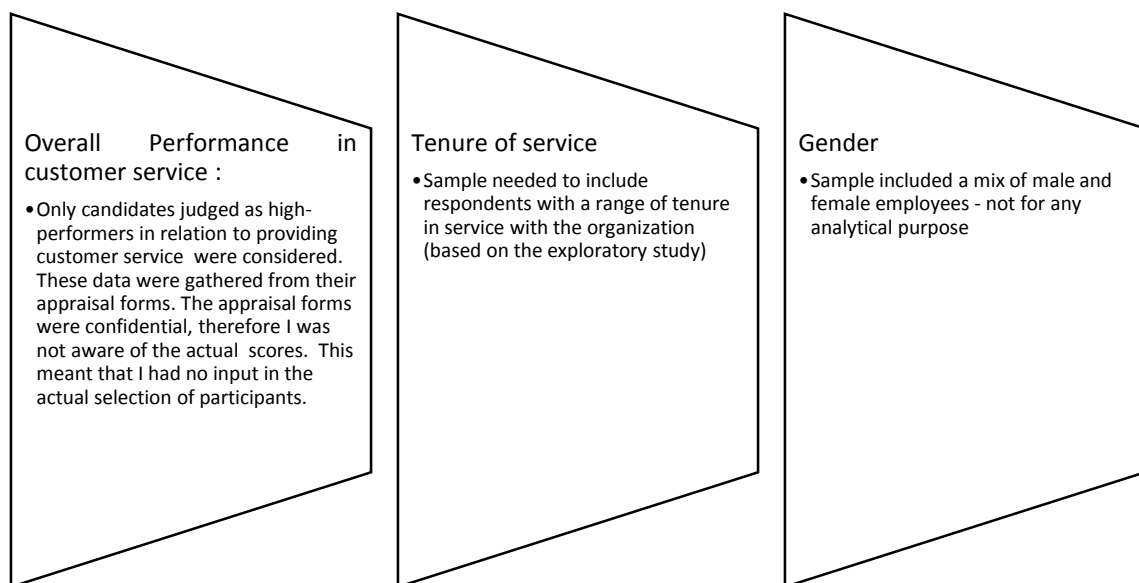 Overall Performance in
customer service :
•Only candidates judged as high-
performers in relation to providing
customer service were considered.
These data were gathered from their
appraisal forms. The appraisal forms
were confidential, therefore I was
not aware of the actual scores. This
meant that I had no input in the
actual selection of participants.
Tenure of service
•Sample needed to include
respondents with a range of tenure
in service with the organization
(based on the exploratory study)
Gender
•Sample included a mix of male and
female employees - not for any
analytical purpose